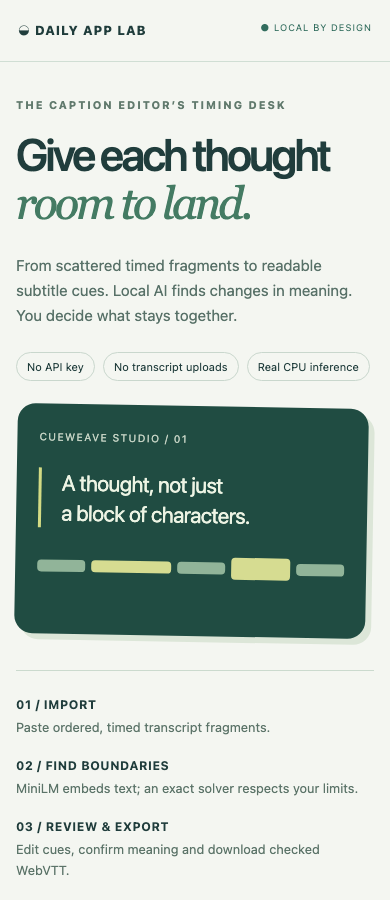 DAILY APP LAB
LOCAL BY DESIGN
THE CAPTION EDITOR'S TIMING DESK
Give each thought
room to land.
From scattered timed fragments to readable
subtitle cues. Local AI finds changes in meaning.
You decide what stays together.
No API key
No transcript uploads
Real CPU inference
CUEWEAVE STUDIO / 01
A thought, not just
a block of characters.
01 / IMPORT
Paste ordered, timed transcript fragments.
02 / FIND BOUNDARIES
MiniLM embeds text; an exact solver respects your limits.
03 / REVIEW & EXPORT
Edit cues, confirm meaning and download checked
WebVTT.